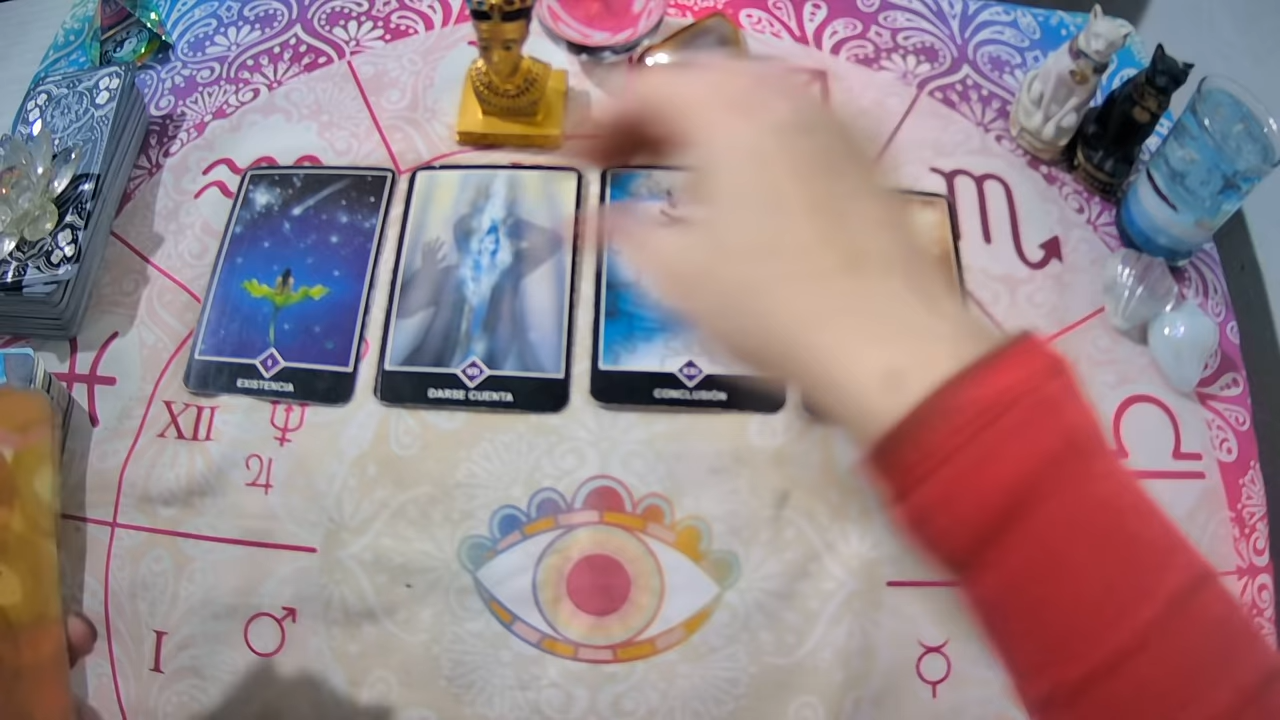 EXISTENCIA
DARSE CUENTA
CONCLUSIÓN
XII
I